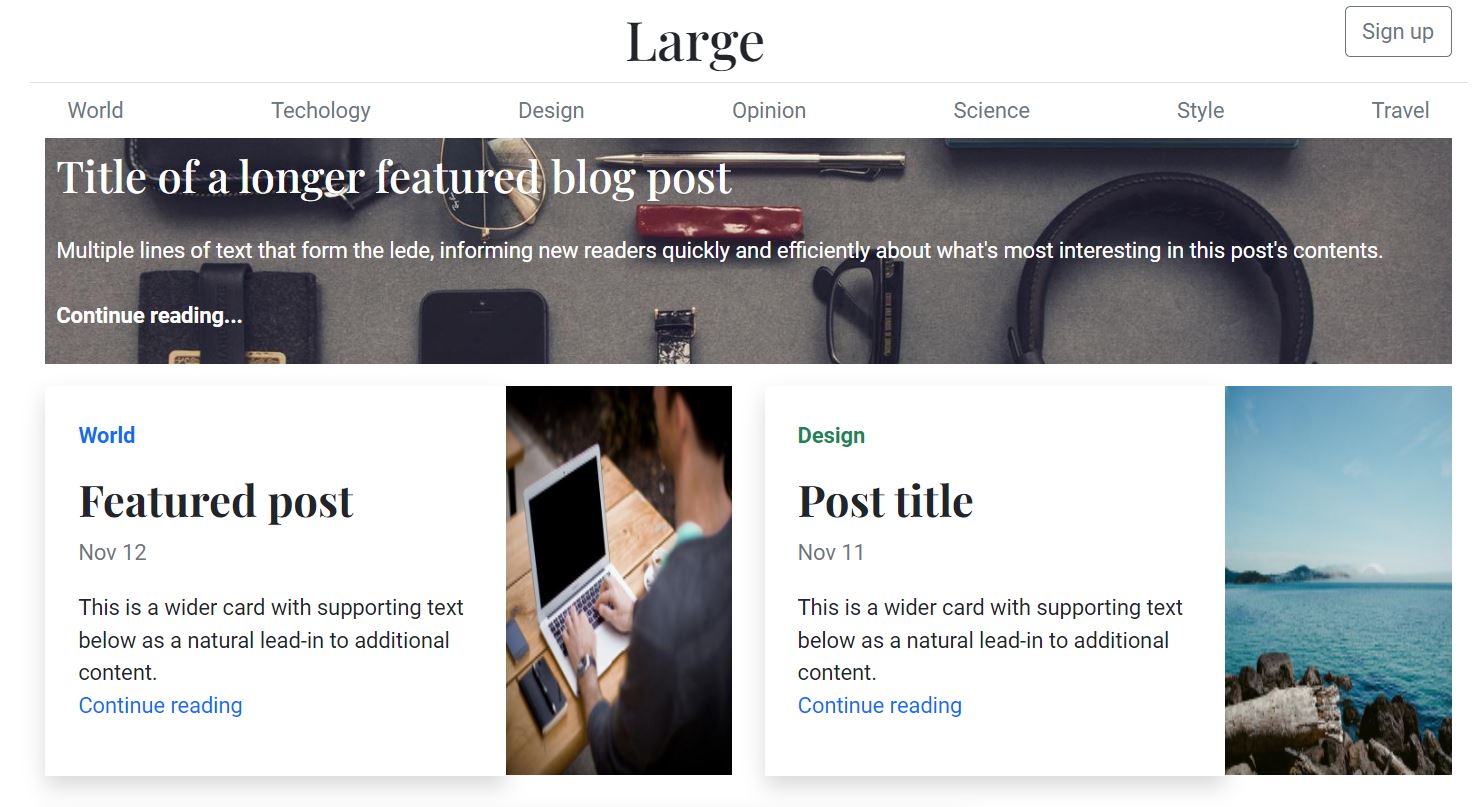 Large
Sign up
World
Techology
Design
Opinion
Science
Style
Travel
Title of a longer featured blog post
Multiple lines of text that form the lede, informing new readers quickly and efficiently about what's most interesting in this post's contents.
Continue reading...
World
Featured post
Nov 12
This is a wider card with supporting text
below as a natural lead-in to additional
content.
Continue reading
Design
Post title
Nov 11
This is a wider card with supporting text
below as a natural lead-in to additional
content.
Continue reading